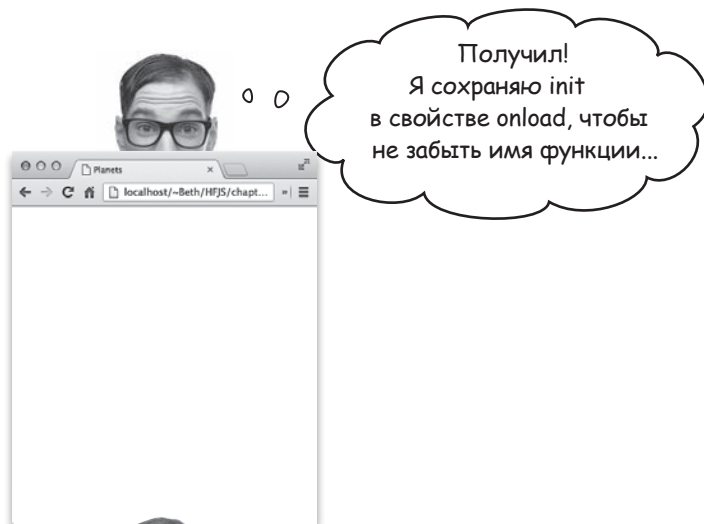 Получил!
Я сохраняю init
в свойстве onload, чтобы
не забыть имя функции...
Planets
localhost/~Beth/HFJS/chapt...